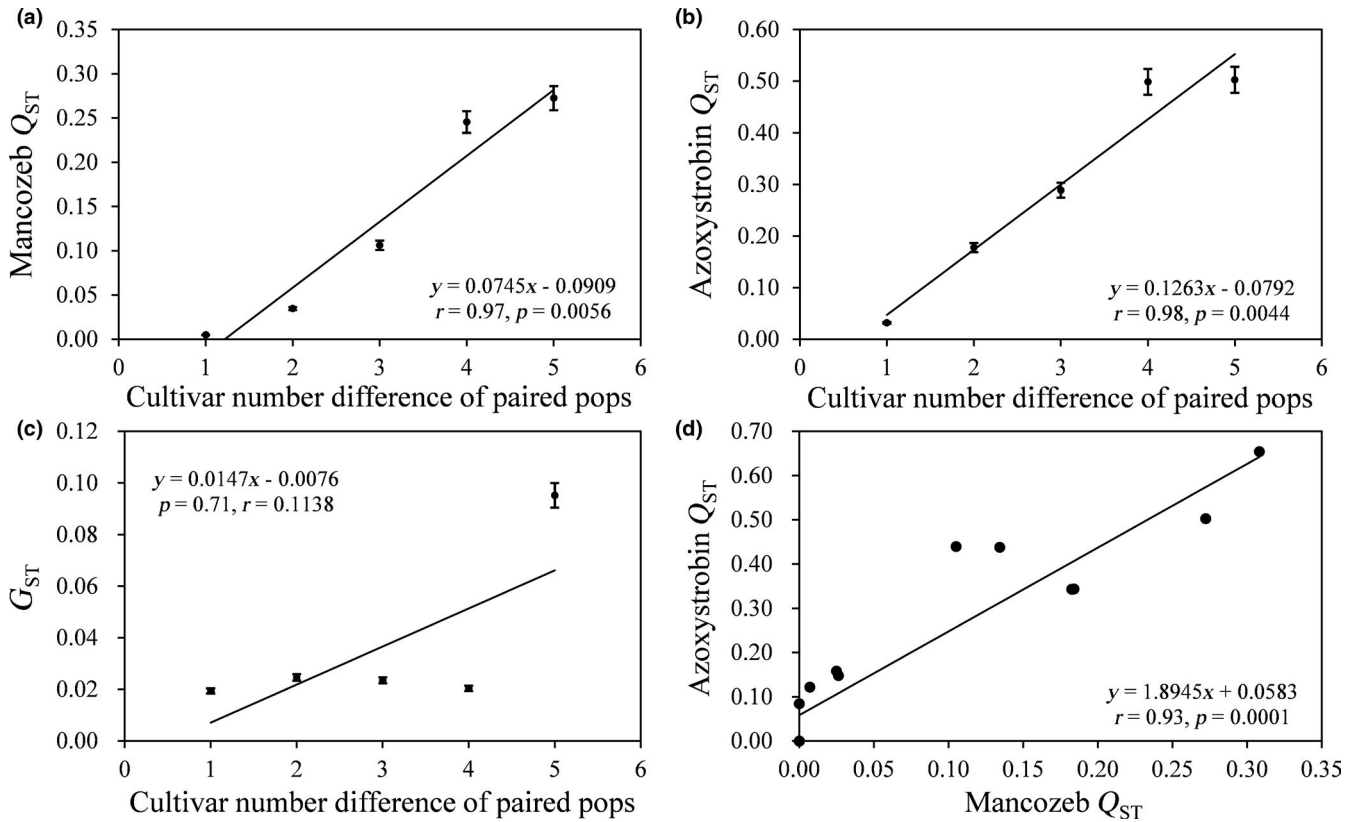 (a)
0.35
0.30
0.25
0.20
0.15
0.10
0.05
0.00
Mancozeb QST
y = 0.0745x - 0.0909
r = 0.97, p = 0.0056
0 1 2 3 4 5 6
Cultivar number difference of paired pops
(b)
0.60
0.50
0.40
0.30
0.20
0.10
0.00
Azoxystrobin QST
y = 0.1263x - 0.0792
r = 0.98, p = 0.0044
0 1 2 3 4 5 6
Cultivar number difference of paired pops
(c)
0.12
0.10
0.08
0.06
0.04
0.02
0.00
GST
y = 0.0147x - 0.0076
p = 0.71, r = 0.1138
0 1 2 3 4 5 6
Cultivar number difference of paired pops
(d)
0.70
0.60
0.50
0.40
0.30
0.20
0.10
0.00
Azoxystrobin QST
y = 1.8945x + 0.0583
r = 0.93, p = 0.0001
0.00 0.05 0.10 0.15 0.20 0.25 0.30 0.35
Mancozeb QST